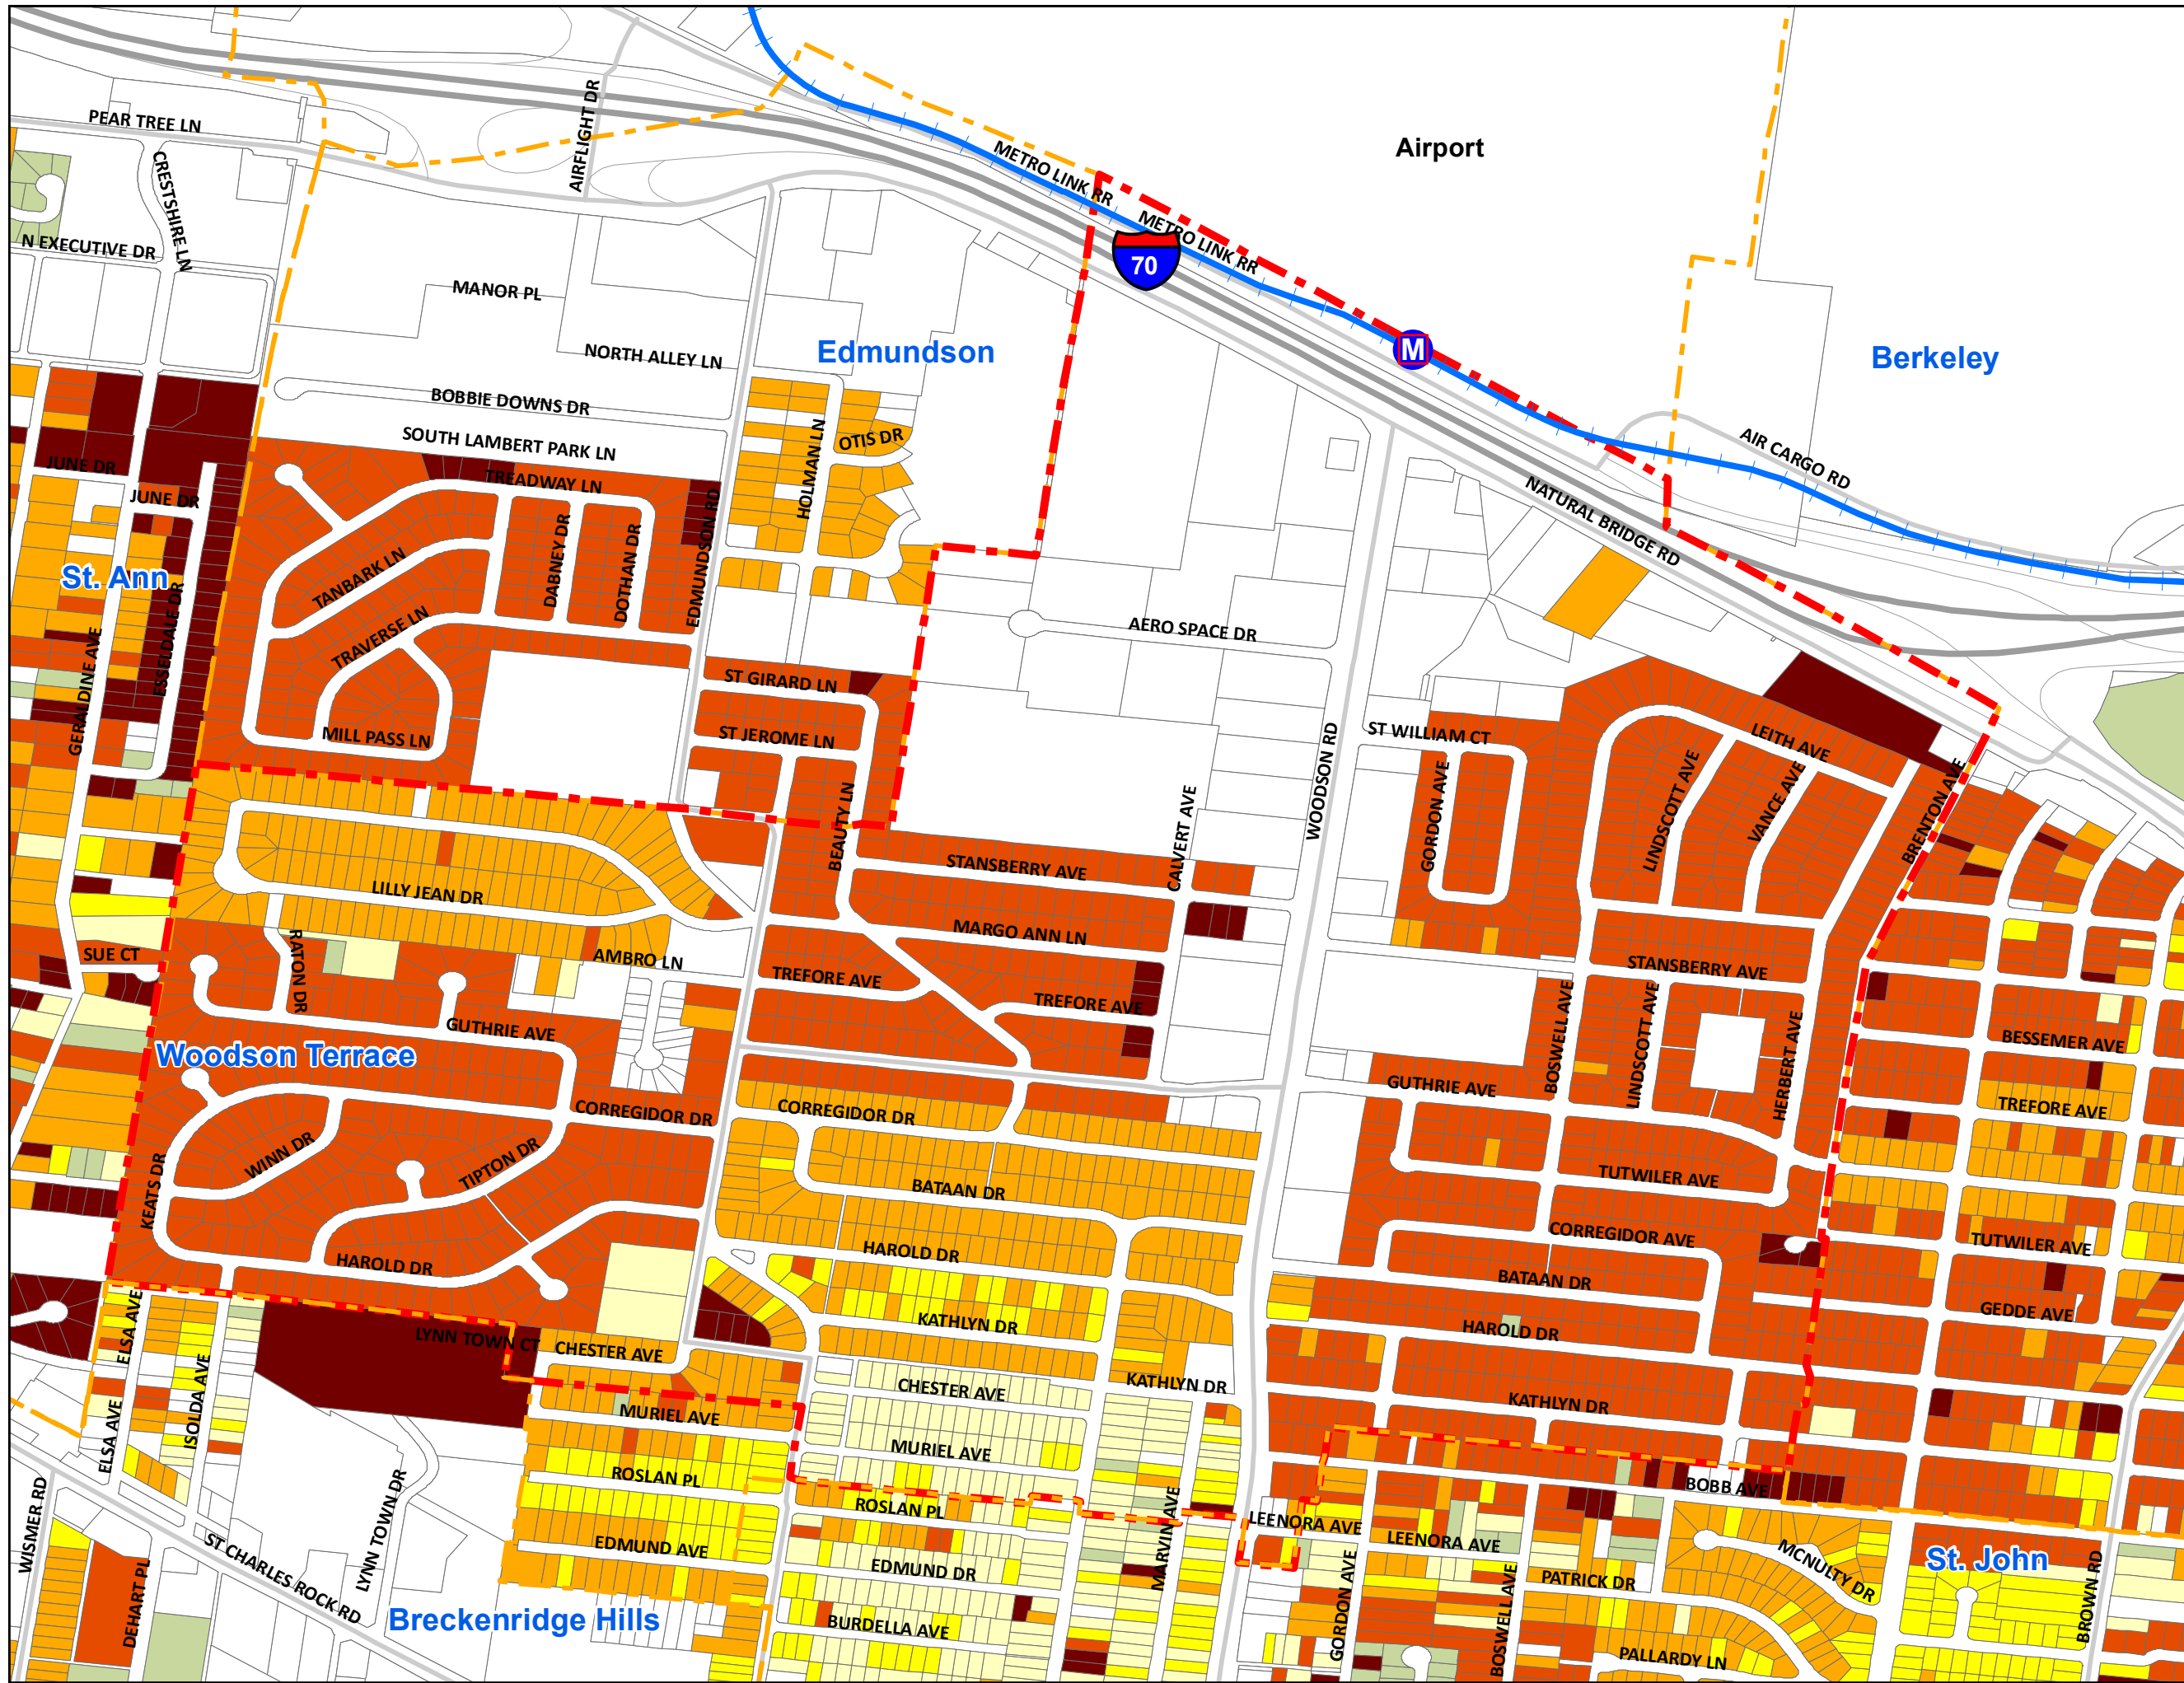 PEAR TREE LN
CRESTSHIRE LN
AIRFLIGHT DR
METRO LINK RR
METRO LINK RR
Airport
N EXECUTIVE DR
70
MANOR PL
NORTH ALLEY LN
Edmundson
M
Berkeley
BOBBIE DOWNS DR
SOUTH LAMBERT PARK LN
OTIS DR
HOLMAN LN
AIR CARGO RD
JUNE DR
JUNE DR
TREADWAY LN
NATURAL BRIDGE RD
St. Ann
TANBARK LN
DABNEY DR
DOTHAN DR
EDMUNDSON RD
TRAVERSE LN
AERO SPACE DR
GERALDINE AVE
ESSELDALE DR
ST GIRARD LN
MILL PASS LN
ST JEROME LN
ST WILLIAM CT
WOODSON RD
LEITH AVE
LINDSCOTT AVE
VANCE AVE
BRENTON AVE
GORDON AVE
BEAUTY LN
CALVERT AVE
STANSBERRY AVE
LILLY JEAN DR
MARGO ANN LN
SUE CT
RATON DR
AMBRO LN
TREFORE AVE
TREFORE AVE
STANSBERRY AVE
GUTHRIE AVE
BOSWELL AVE
LINDSCOTT AVE
HERBERT AVE
BESSEMER AVE
Woodson Terrace
GUTHRIE AVE
TREFORE AVE
CORREGIDOR DR
CORREGIDOR DR
WINN DR
TIPTON DR
KEATS DR
BATAAN DR
TUTWILER AVE
CORREGIDOR AVE
TUTWILER AVE
HAROLD DR
HAROLD DR
BATAAN DR
GEDDE AVE
KATHLYN DR
HAROLD DR
ELSA AVE
LYNN TOWN CT
CHESTER AVE
ISOLDA AVE
CHESTER AVE
KATHLYN DR
KATHLYN DR
MURIEL AVE
MURIEL AVE
ELSA AVE
ROSLAN PL
ROSLAN PL
BOBB AVE
LYNN TOWN DR
MARVIN AVE
LEENORA AVE
LEENORA AVE
WISMER RD
ST CHARLES ROCK RD
EDMUND AVE
EDMUND DR
MCNULTY DR
St. John
PATRICK DR
DEHART PL
Breckenridge Hills
BURDELLA AVE
GORDON AVE
BOSWELL AVE
PALLARDY LN
BROWN RD